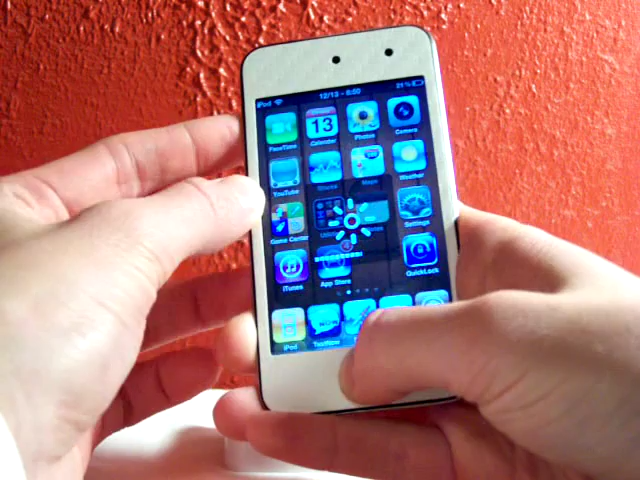 iPod 12/13 - 8:50 21%
FaceTime Calendar Photos Camera
13
YouTube Stocks Maps Weather
Game Center Settings
iTunes App Store QuickLock
iPod TextNow